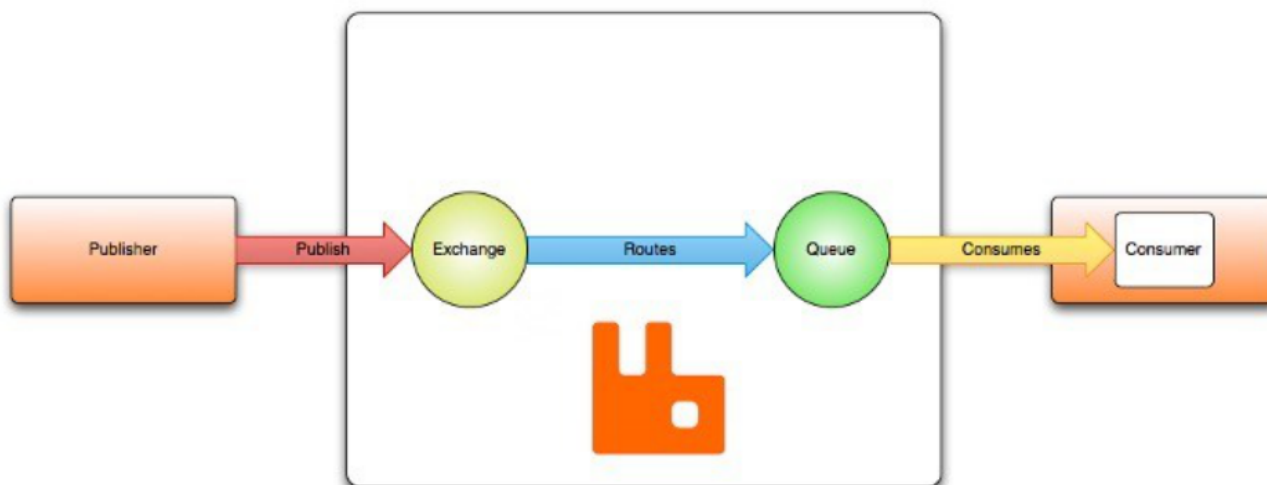 Publisher
Publish
Exchange
Routes
Queue
Consumes
Consumer